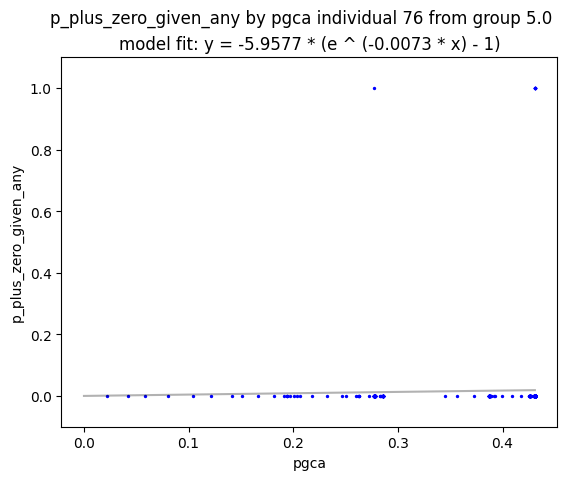 p_plus_zero_given_any by pgca individual 76 from group 5.0
model fit: y = -5.9577 * (e ^ (-0.0073 * x) - 1)
1.0
0.8
0.6
0.4
0.2
0.0
p_plus_zero_given_any
0.0 0.1 0.2 0.3 0.4
pgca